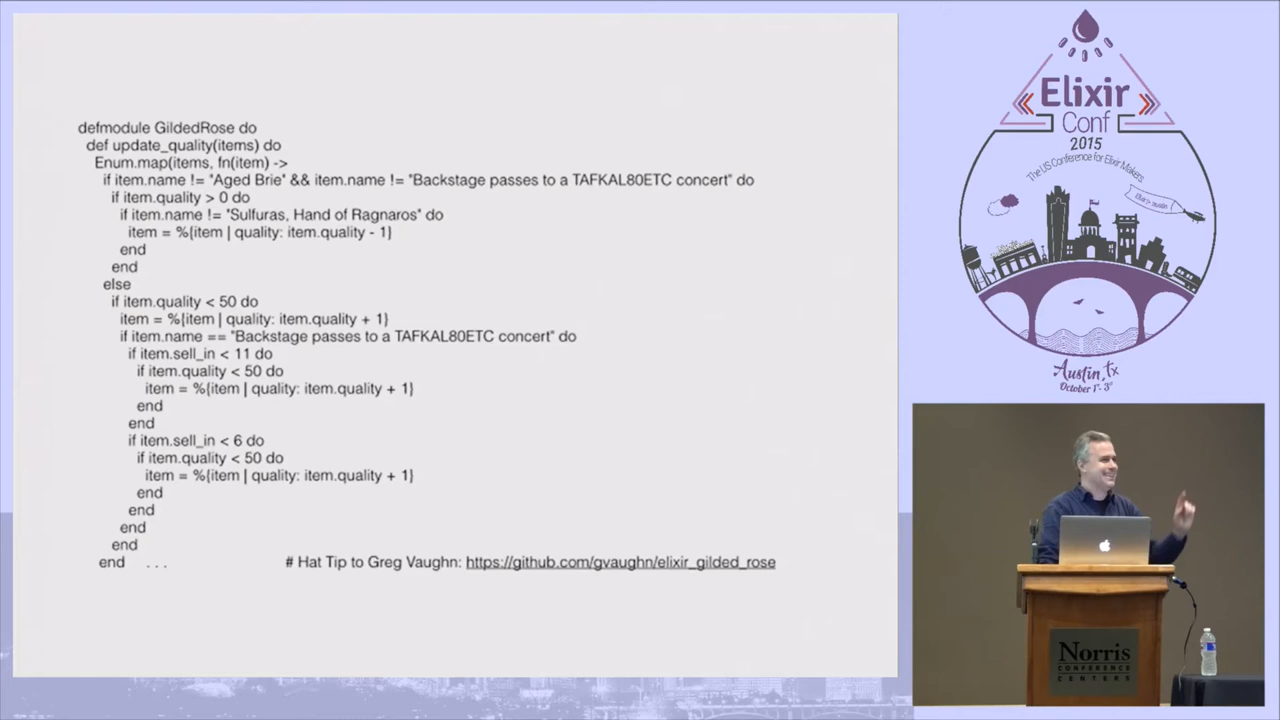 defmodule GildedRose do
def update_quality(items) do
Enum.map(items, fn(item) ->
if item.name != "Aged Brie" && item.name != "Backstage passes to a TAFKAL80ETC concert" do
if item.quality > 0 do
if item.name != "Sulfuras, Hand of Ragnaros" do
item = %{item | quality: item.quality - 1}
end
end
else
if item.quality < 50 do
item = %{item | quality: item.quality + 1}
if item.name == "Backstage passes to a TAFKAL80ETC concert" do
if item.sell_in < 11 do
if item.quality < 50 do
item = %{item | quality: item.quality + 1}
end
end
if item.sell_in < 6 do
if item.quality < 50 do
item = %{item | quality: item.quality + 1}
end
end
end
end
end . . . # Hat Tip to Greg Vaughn: https://github.com/gvaughn/elixir_gilded_rose
Elixir
Conf
2015
The US Conference for Elixir Makers
Austin, Tx
October 1st - 3rd
Norris
CONFERENCE
CENTERS